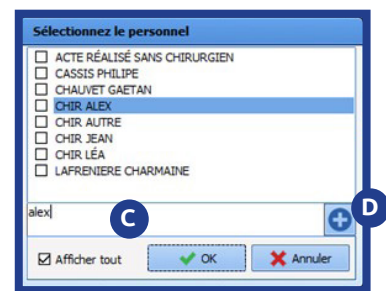 Sélectionnez le personnel
ACTE RÉALISÉ SANS CHIRURGIEN
CASSIS PHILIPE
CHAUVET GAETAN
CHIR ALEX
CHIR AUTRE
CHIR JEAN
CHIR LÉA
LAFRENIERE CHARMAINE
alex
C
D
Afficher tout
OK
Annuler